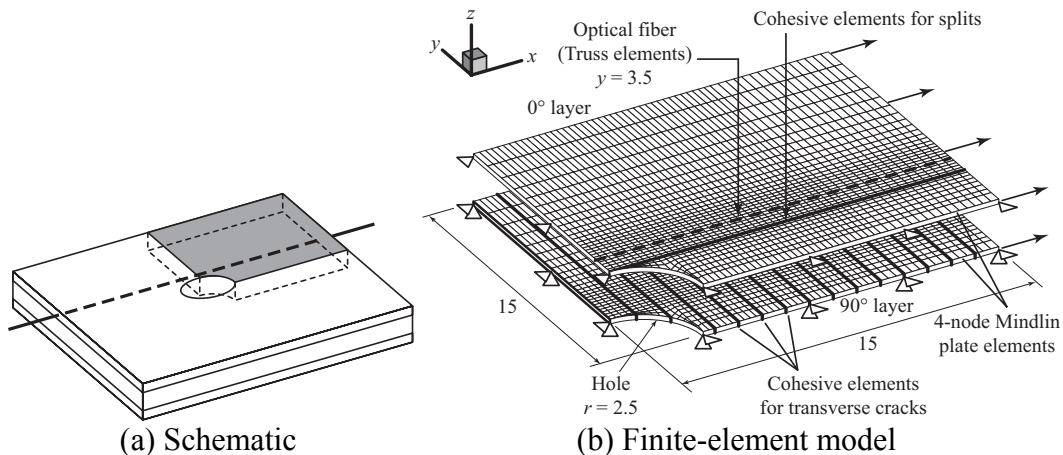 z
y
x
Optical fiber
(Truss elements)
y = 3.5
Cohesive elements for splits
0° layer
15
90° layer
15
4-node Mindlin
plate elements
Hole
r = 2.5
Cohesive elements
for transverse cracks
(a) Schematic
(b) Finite-element model